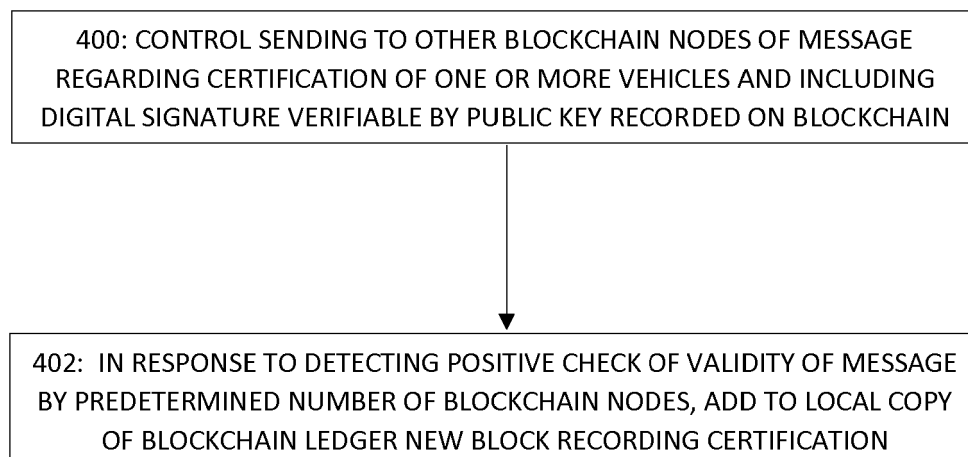 400: CONTROL SENDING TO OTHER BLOCKCHAIN NODES OF MESSAGE
REGARDING CERTIFICATION OF ONE OR MORE VEHICLES AND INCLUDING
DIGITAL SIGNATURE VERIFIABLE BY PUBLIC KEY RECORDED ON BLOCKCHAIN
402: IN RESPONSE TO DETECTING POSITIVE CHECK OF VALIDITY OF MESSAGE
BY PREDETERMINED NUMBER OF BLOCKCHAIN NODES, ADD TO LOCAL COPY
OF BLOCKCHAIN LEDGER NEW BLOCK RECORDING CERTIFICATION